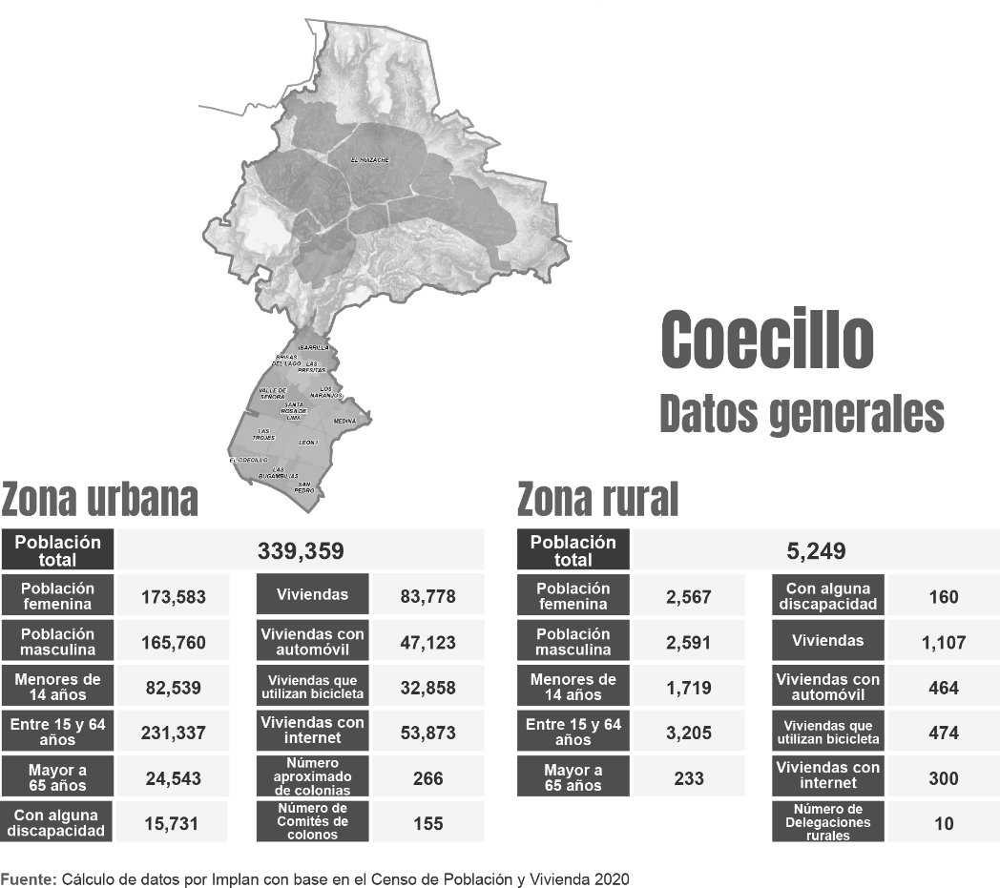 EL HUIZACHE
IBARRILLA
BRISAS
DEL LAGO
LAS
PRESITAS
VALLE DE
SEÑORA
LOS
NARANJOS
SANTA
ROSA DE
LIMA
MEDINA
LAS
TROJES
LEON I
EL COECILLO
LAS
BUGAMBILIAS
SAN
PEDRO
Coecillo
Datos generales
Zona urbana
Población
total
339,359
Población
femenina
173,583
Población
masculina
165,760
Menores de
14 años
82,539
Entre 15 y 64
años
231,337
Mayor a
65 años
24,543
Con alguna
discapacidad
15,731
Viviendas
83,778
Viviendas con
automóvil
47,123
Viviendas que
utilizan bicicleta
32,858
Viviendas con
internet
53,873
Número
aproximado
de colonias
266
Número de
Comités de
colonos
155
Zona rural
Población
total
5,249
Población
femenina
2,567
Población
masculina
2,591
Menores de
14 años
1,719
Entre 15 y 64
años
3,205
Mayor a
65 años
233
Con alguna
discapacidad
160
Viviendas
1,107
Viviendas con
automóvil
464
Viviendas que
utilizan bicicleta
474
Viviendas con
internet
300
Número de
Delegaciones
rurales
10
Fuente: Cálculo de datos por Implan con base en el Censo de Población y Vivienda 2020